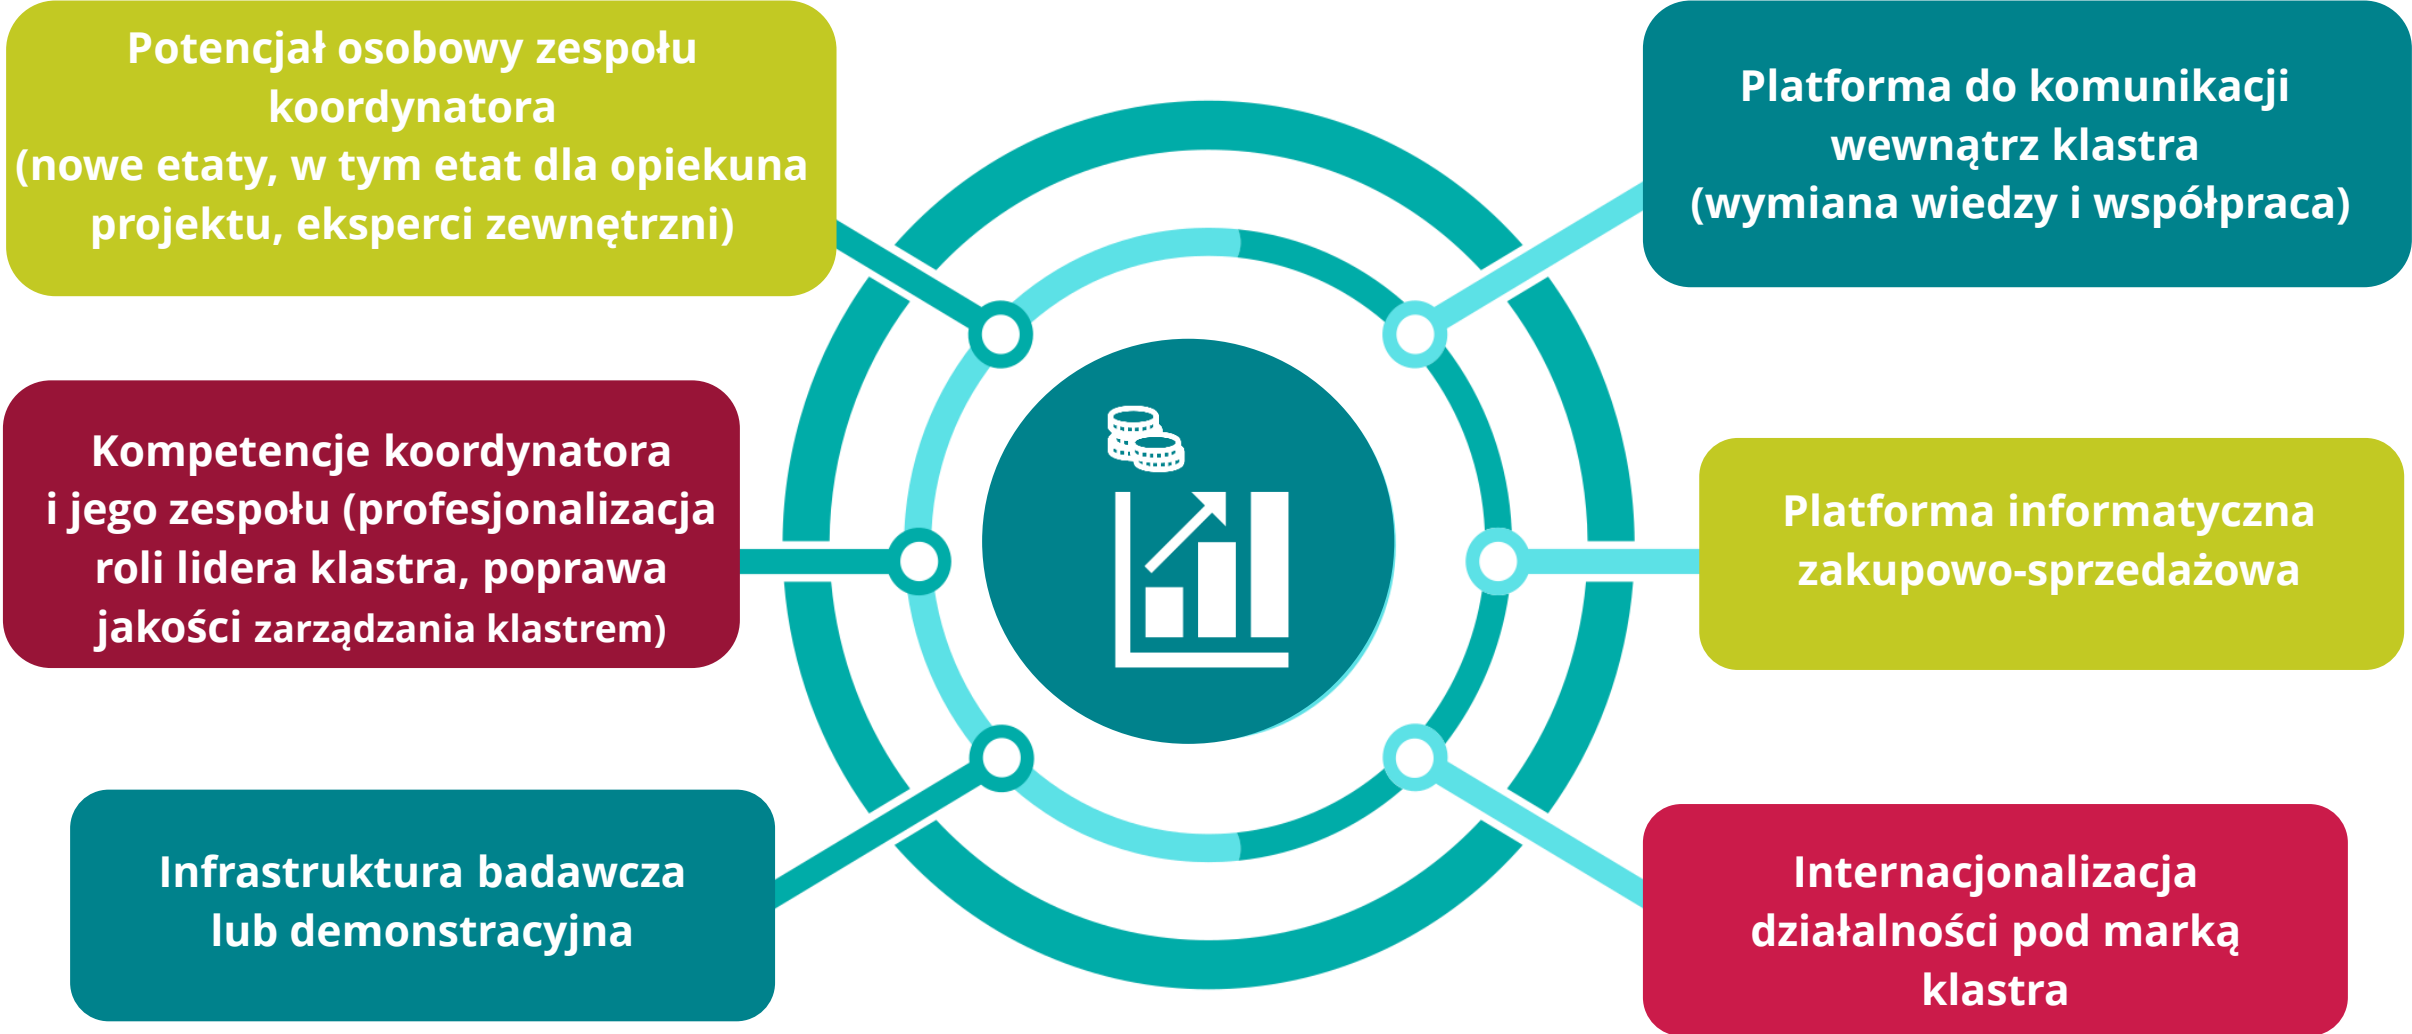 Potencjał osobowy zespołu
koordynatora
(nowe etaty, w tym etat dla opiekuna
projektu, eksperci zewnętrzni)
Kompetencje koordynatora
i jego zespołu (profesjonalizacja
roli lidera klastra, poprawa
jakości zarządzania klastrem)
Infrastruktura badawcza
lub demonstracyjna
Platforma do komunikacji
wewnątrz klastra
(wymiana wiedzy i współpraca)
Platforma informatyczna
zakupowo-sprzedażowa
Internacjonalizacja
działalności pod marką
klastra